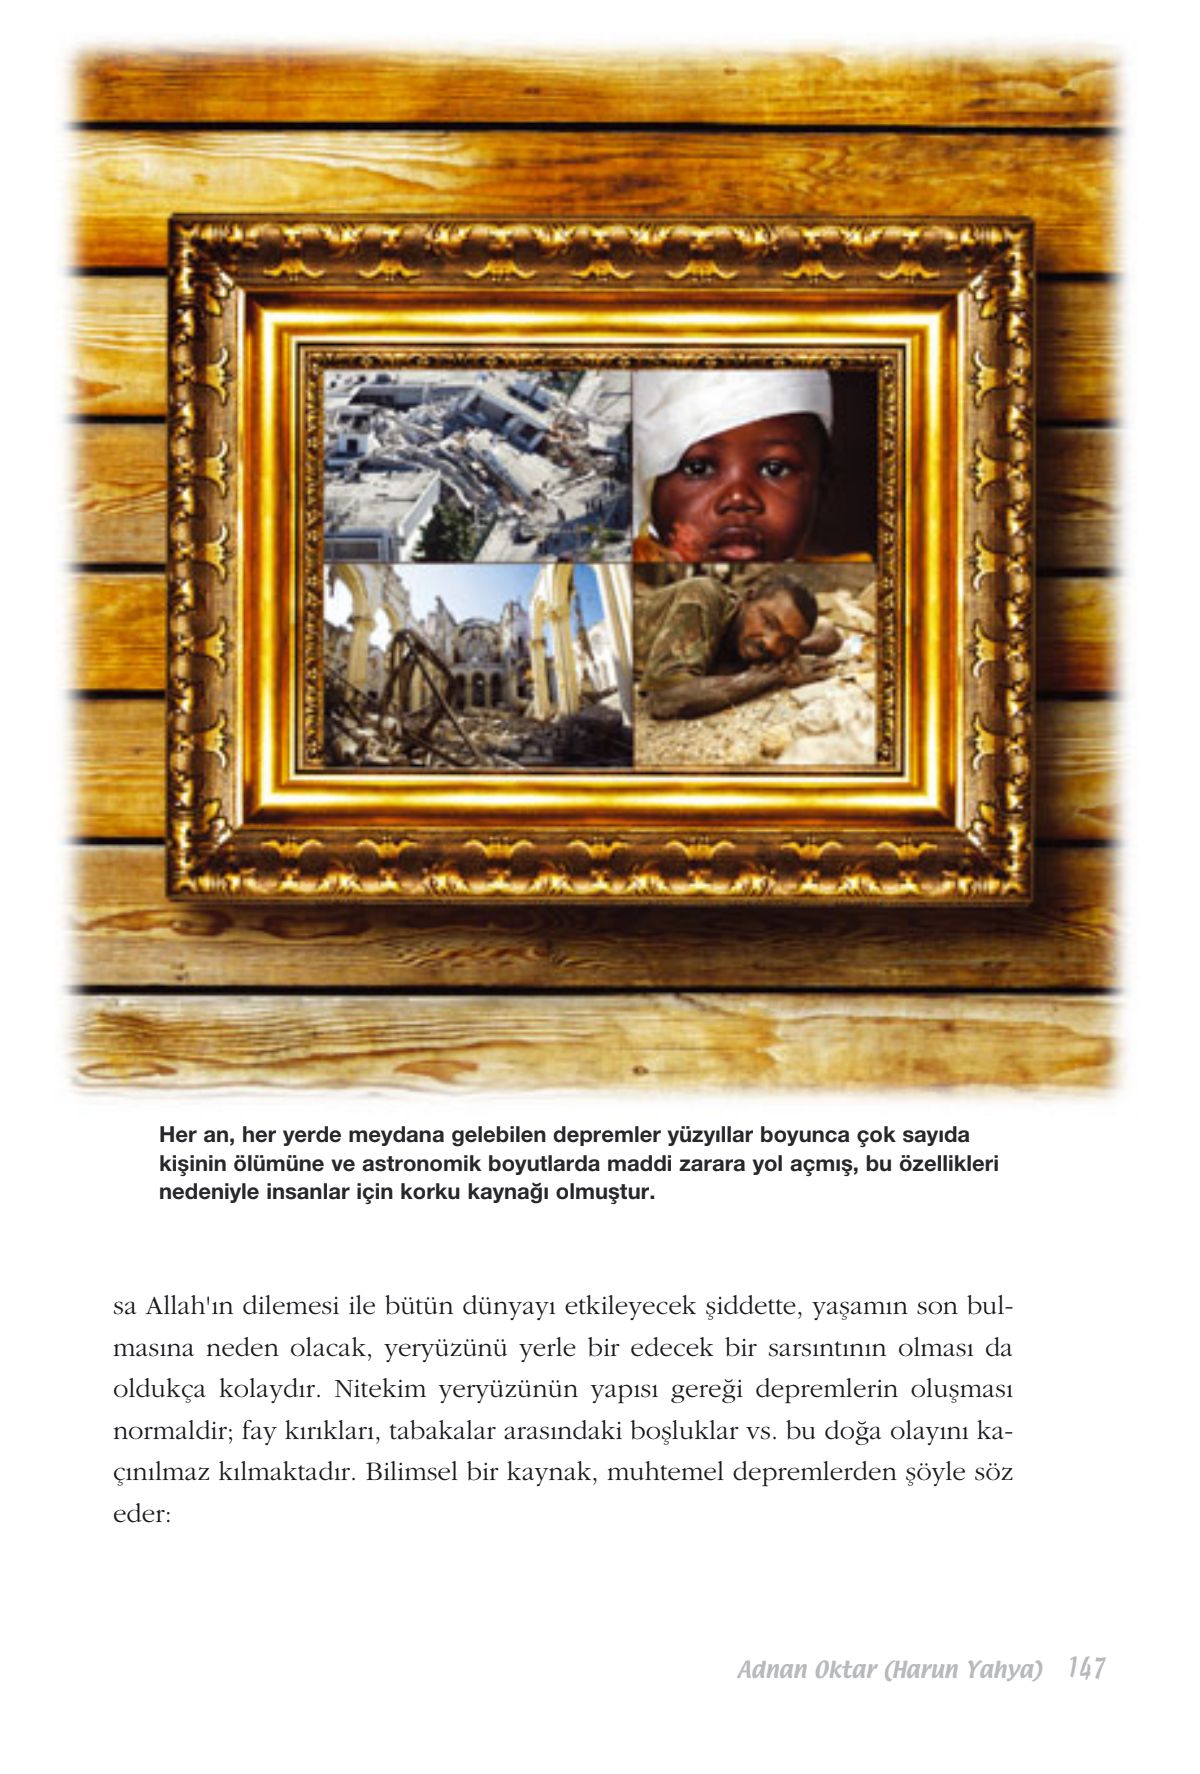 Her an, her yerde meydana gelebilen depremler yüzyıllar boyunca çok sayıda
kişinin ölümüne ve astronomik boyutlarda maddi zarara yol açmış, bu özellikleri
nedeniyle insanlar için korku kaynağı olmuştur.
sa Allah'ın dilemesi ile bütün dünyayı etkileyecek şiddette, yaşamın son bul-
masına neden olacak, yeryüzünü yerle bir edecek bir sarsıntının olması da
oldukça kolaydır. Nitekim yeryüzünün yapısı gereği depremlerin oluşması
normaldir; fay kırıkları, tabakalar arasındaki boşluklar vs. bu doğa olayını ka-
çınılmaz kılmaktadır. Bilimsel bir kaynak, muhtemel depremlerden şöyle söz
eder:
Adnan Oktar (Harun Yahya) 147